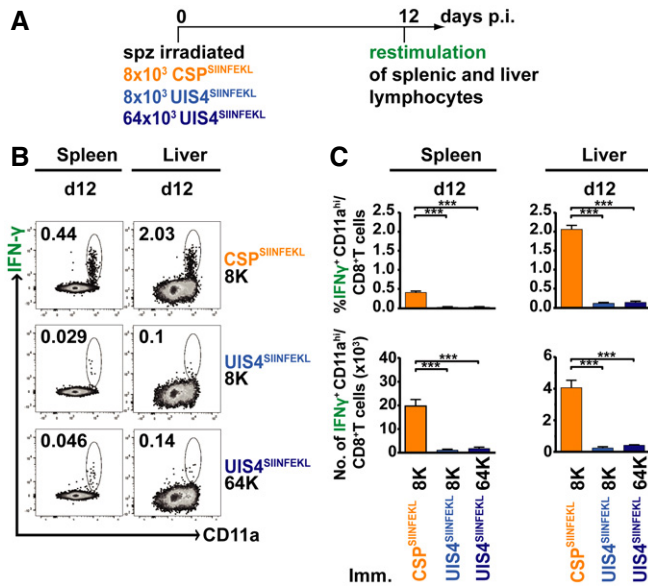 A
0 12 days p.i.
spz irradiated
8x10³ CSP^SIINFEKL
8x10³ UIS4^SIINFEKL
64x10³ UIS4^SIINFEKL
restimulation
of splenic and liver
lymphocytes
B
Spleen Liver
d12 d12
IFN-γ
0.44 2.03
CSP^SIINFEKL
8K
0.029 0.1
UIS4^SIINFEKL
8K
0.046 0.14
UIS4^SIINFEKL
64K
CD11a
C
Spleen Liver
d12 d12
%IFNγ⁺CD11a^hi/
CD8⁺T cells
2.5
2.0
1.5
1.0
0.5
0.0
***
***
2.5
2.0
1.5
1.0
0.5
0.0
***
***
No. of IFNγ⁺CD11a^hi/
CD8⁺T cells (x10³)
40
30
20
10
0
***
***
6
4
2
0
***
***
8K 8K 64K 8K 8K 64K
Imm. CSP^SIINFEKL UIS4^SIINFEKL UIS4^SIINFEKL CSP^SIINFEKL UIS4^SIINFEKL UIS4^SIINFEKL